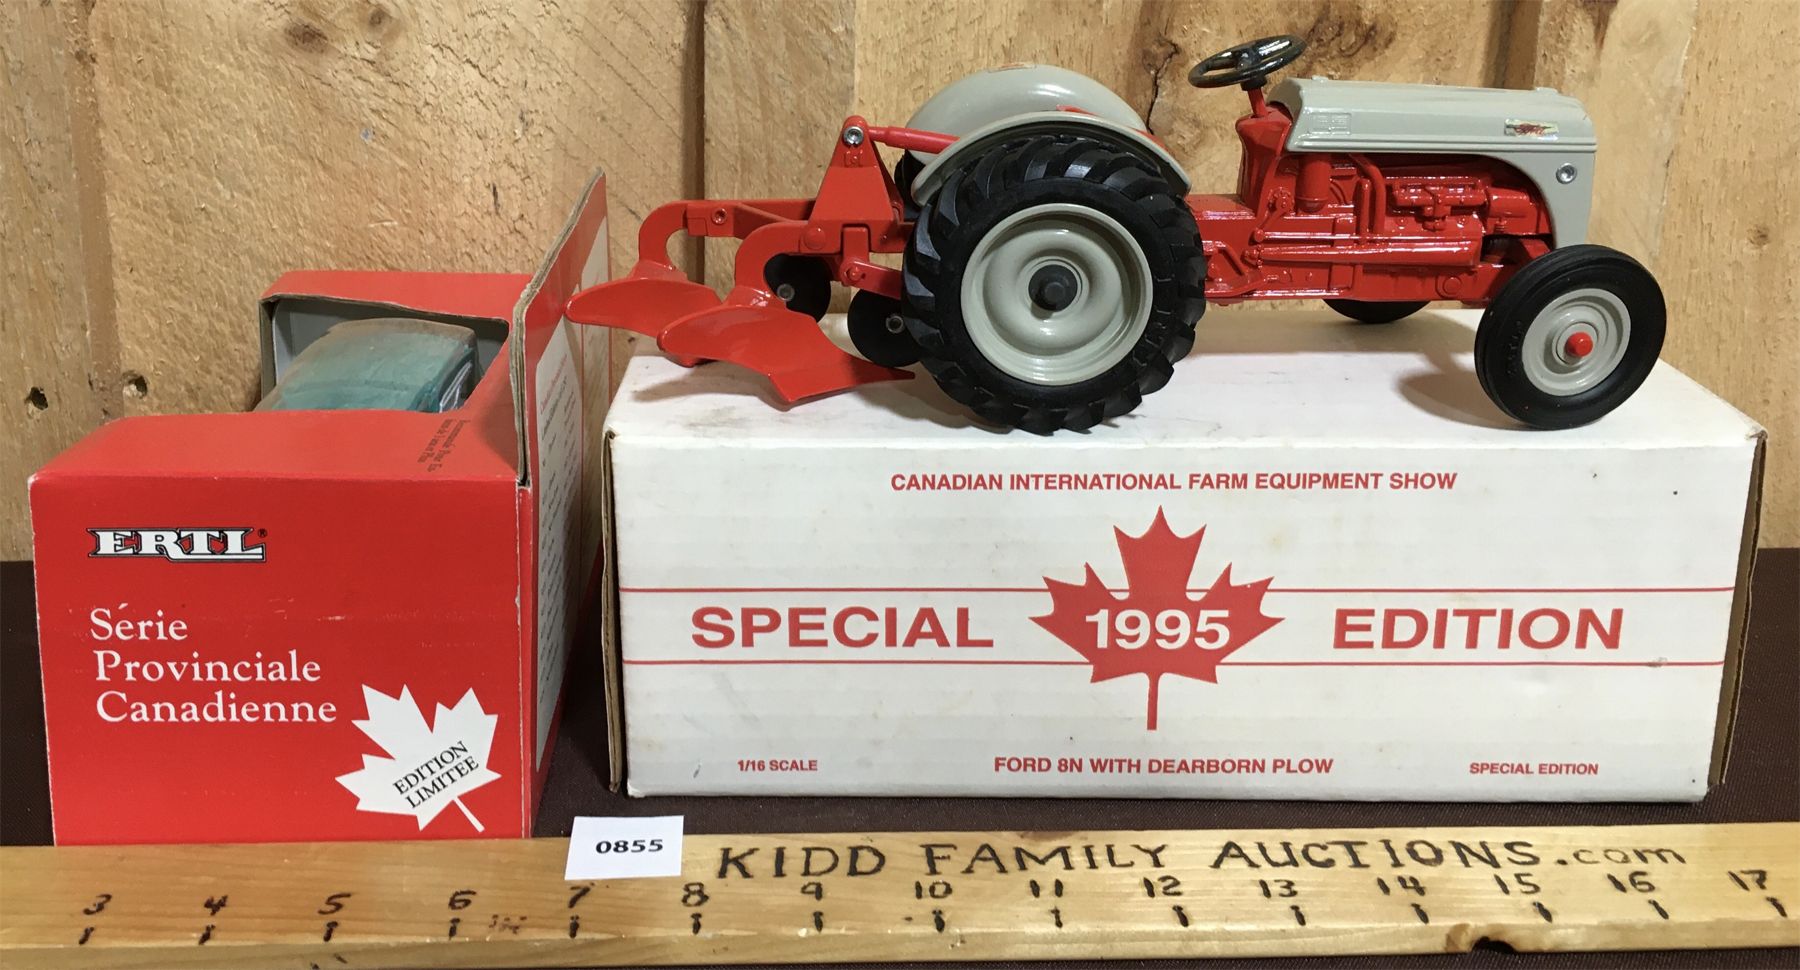 ERTL®
Série
Provinciale
Canadienne
EDITION
LIMITEE
Ford
CANADIAN INTERNATIONAL FARM EQUIPMENT SHOW
SPECIAL 1995 EDITION
1/16 SCALE FORD 8N WITH DEARBORN PLOW SPECIAL EDITION
0855 KIDD FAMILY AUCTIONS.com
3 4 5 6 7 8 9 10 11 12 13 14 15 16 17